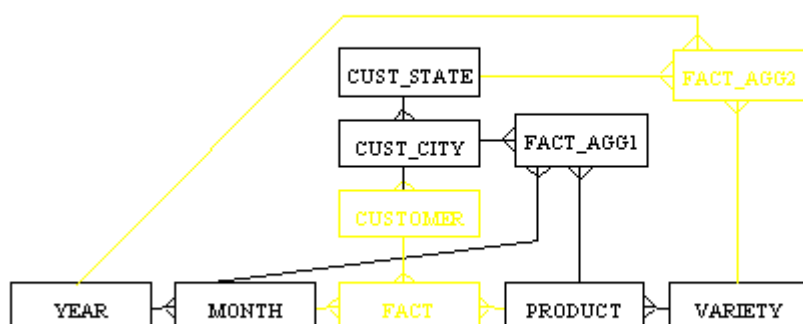 CUST_STATE
FACT_AGG2
CUST_CITY
FACT_AGG1
CUSTOMER
YEAR
MONTH
FACT
PRODUCT
VARIETY